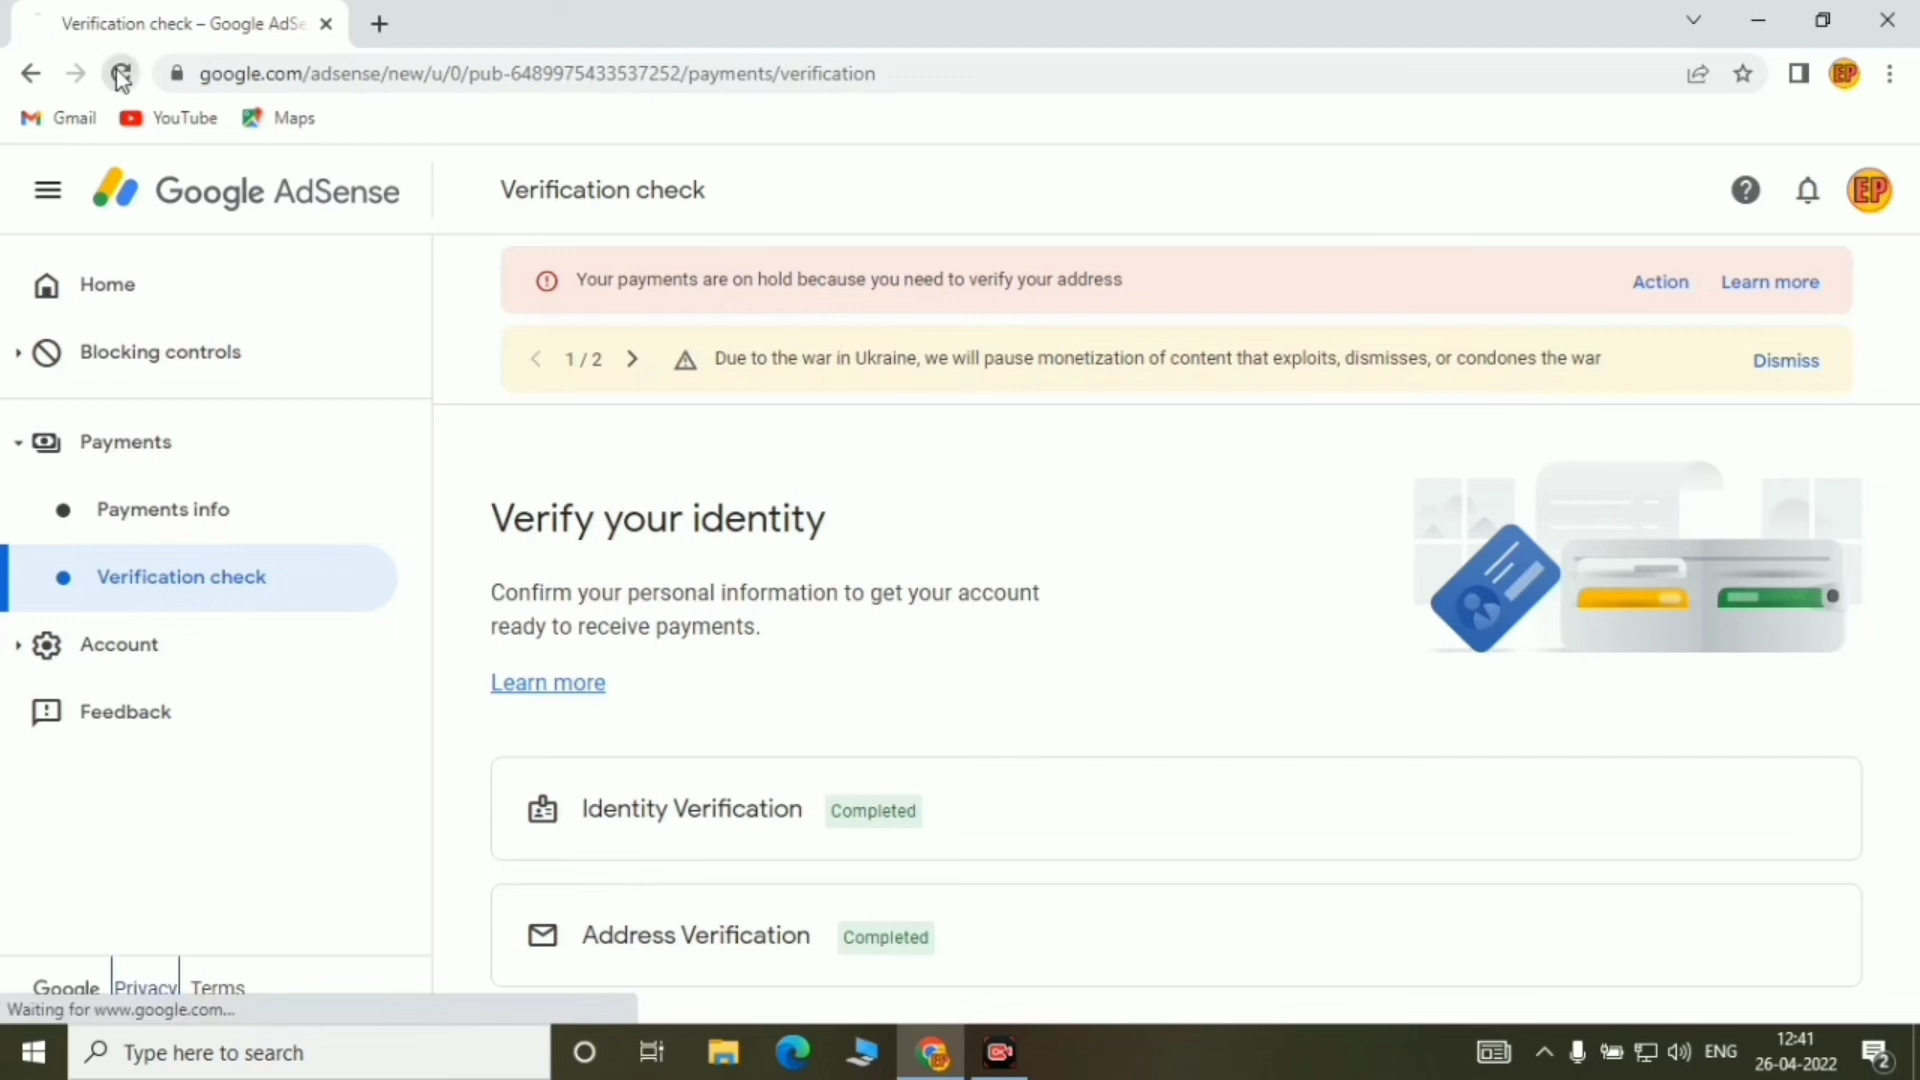 Verification check – Google AdSe
google.com/adsense/new/u/0/pub-6489975433537252/payments/verification
EP
Gmail
YouTube
Maps
Google AdSense
Verification check
EP
Home
Blocking controls
Payments
Payments info
Verification check
Account
Feedback
Google Privacy Terms
Your payments are on hold because you need to verify your address
Action
Learn more
1 / 2
Due to the war in Ukraine, we will pause monetization of content that exploits, dismisses, or condones the war
Dismiss
Verify your identity
Confirm your personal information to get your account
ready to receive payments.
Learn more
Identity Verification Completed
Address Verification Completed
Waiting for www.google.com...
Type here to search
ENG
12:41
26-04-2022
2